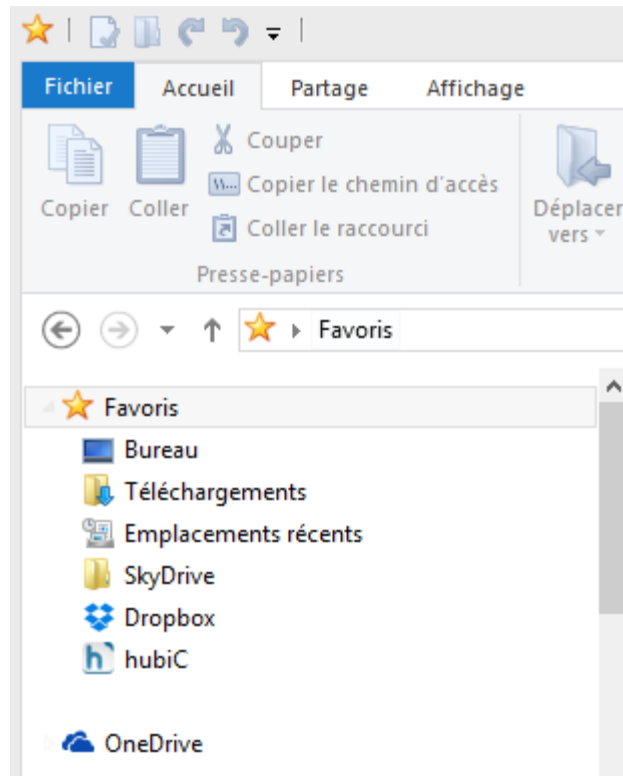 Fichier Accueil Partage Affichage
Couper
Copier le chemin d'accès
Copier Coller
Coller le raccourci
Déplacer
vers
Presse-papiers
Favoris
Favoris
Bureau
Téléchargements
Emplacements récents
SkyDrive
Dropbox
hubiC
OneDrive